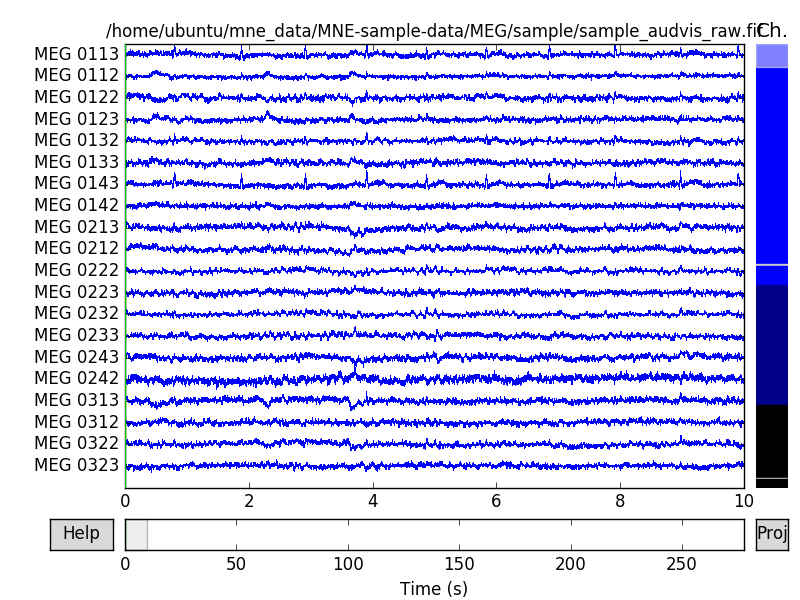 /home/ubuntu/mne_data/MNE-sample-data/MEG/sample/sample_audvis_raw.fif
Ch.
MEG 0113
MEG 0112
MEG 0122
MEG 0123
MEG 0132
MEG 0133
MEG 0143
MEG 0142
MEG 0213
MEG 0212
MEG 0222
MEG 0223
MEG 0232
MEG 0233
MEG 0243
MEG 0242
MEG 0313
MEG 0312
MEG 0322
MEG 0323
0 2 4 6 8 10
Help
Proj
0 50 100 150 200 250
Time (s)